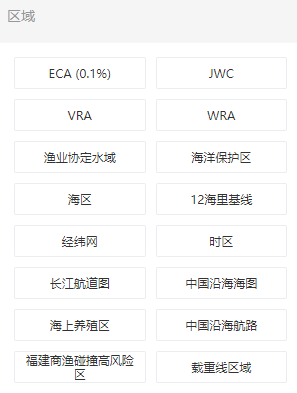 区域
ECA (0.1%)
JWC
VRA
WRA
渔业协定水域
海洋保护区
海区
12海里基线
经纬网
时区
长江航道图
中国沿海海图
海上养殖区
中国沿海航路
福建商渔碰撞高风险
区
载重线区域